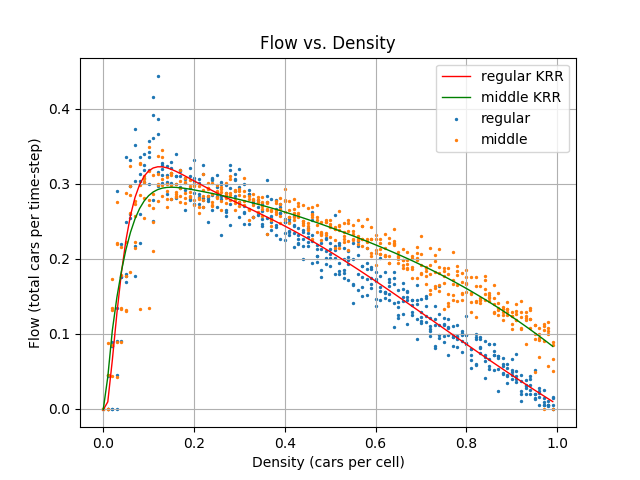 Flow vs. Density
regular KRR
middle KRR
regular
middle
Flow (total cars per time-step)
0.4
0.3
0.2
0.1
0.0
0.0 0.2 0.4 0.6 0.8 1.0
Density (cars per cell)